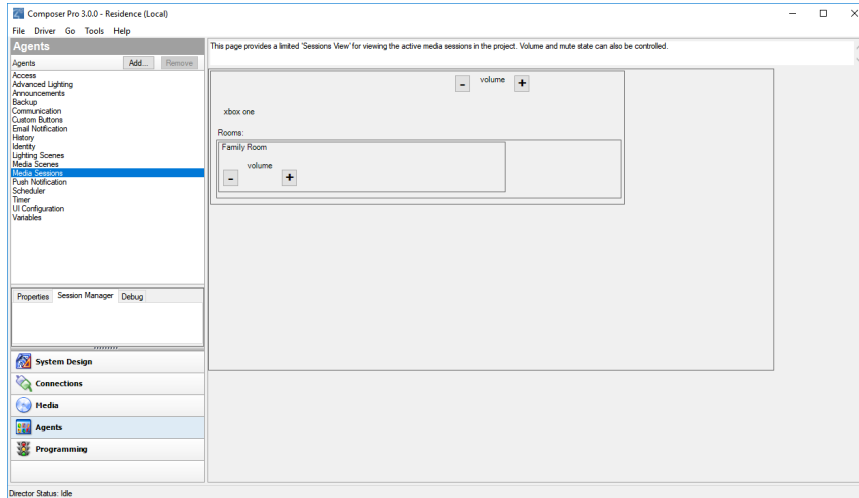 Composer Pro 3.0.0 - Residence (Local)
File Driver Go Tools Help
Agents
Agents Add... Remove
Access
Advanced Lighting
Announcements
Backup
Communication
Custom Buttons
Email Notification
History
Identity
Lighting Scenes
Media Scenes
Media Sessions
Push Notification
Scheduler
Timer
UI Configuration
Variables
Properties Session Manager Debug
System Design
Connections
Media
Agents
Programming
Director Status: Idle
This page provides a limited 'Sessions View' for viewing the active media sessions in the project. Volume and mute state can also be controlled.
- volume +
xbox one
Rooms:
Family Room
volume
- +